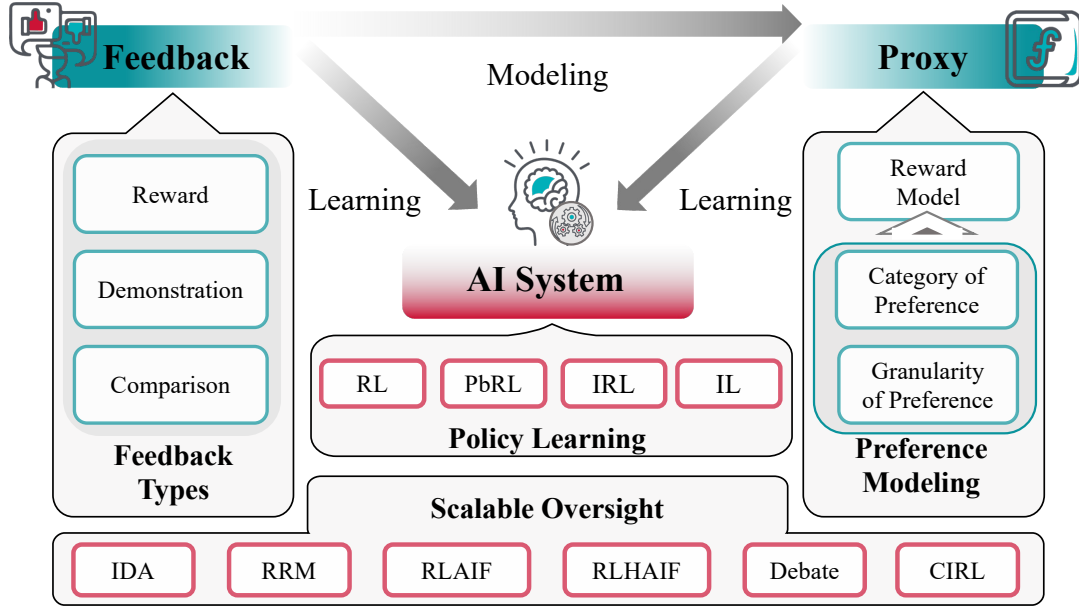 Feedback
Modeling
Proxy
Learning
Learning
AI System
Reward
Demonstration
Comparison
Feedback
Types
RL
PbRL
IRL
IL
Policy Learning
Reward
Model
Category of
Preference
Granularity
of Preference
Preference
Modeling
Scalable Oversight
IDA
RRM
RLAIF
RLHAIF
Debate
CIRL